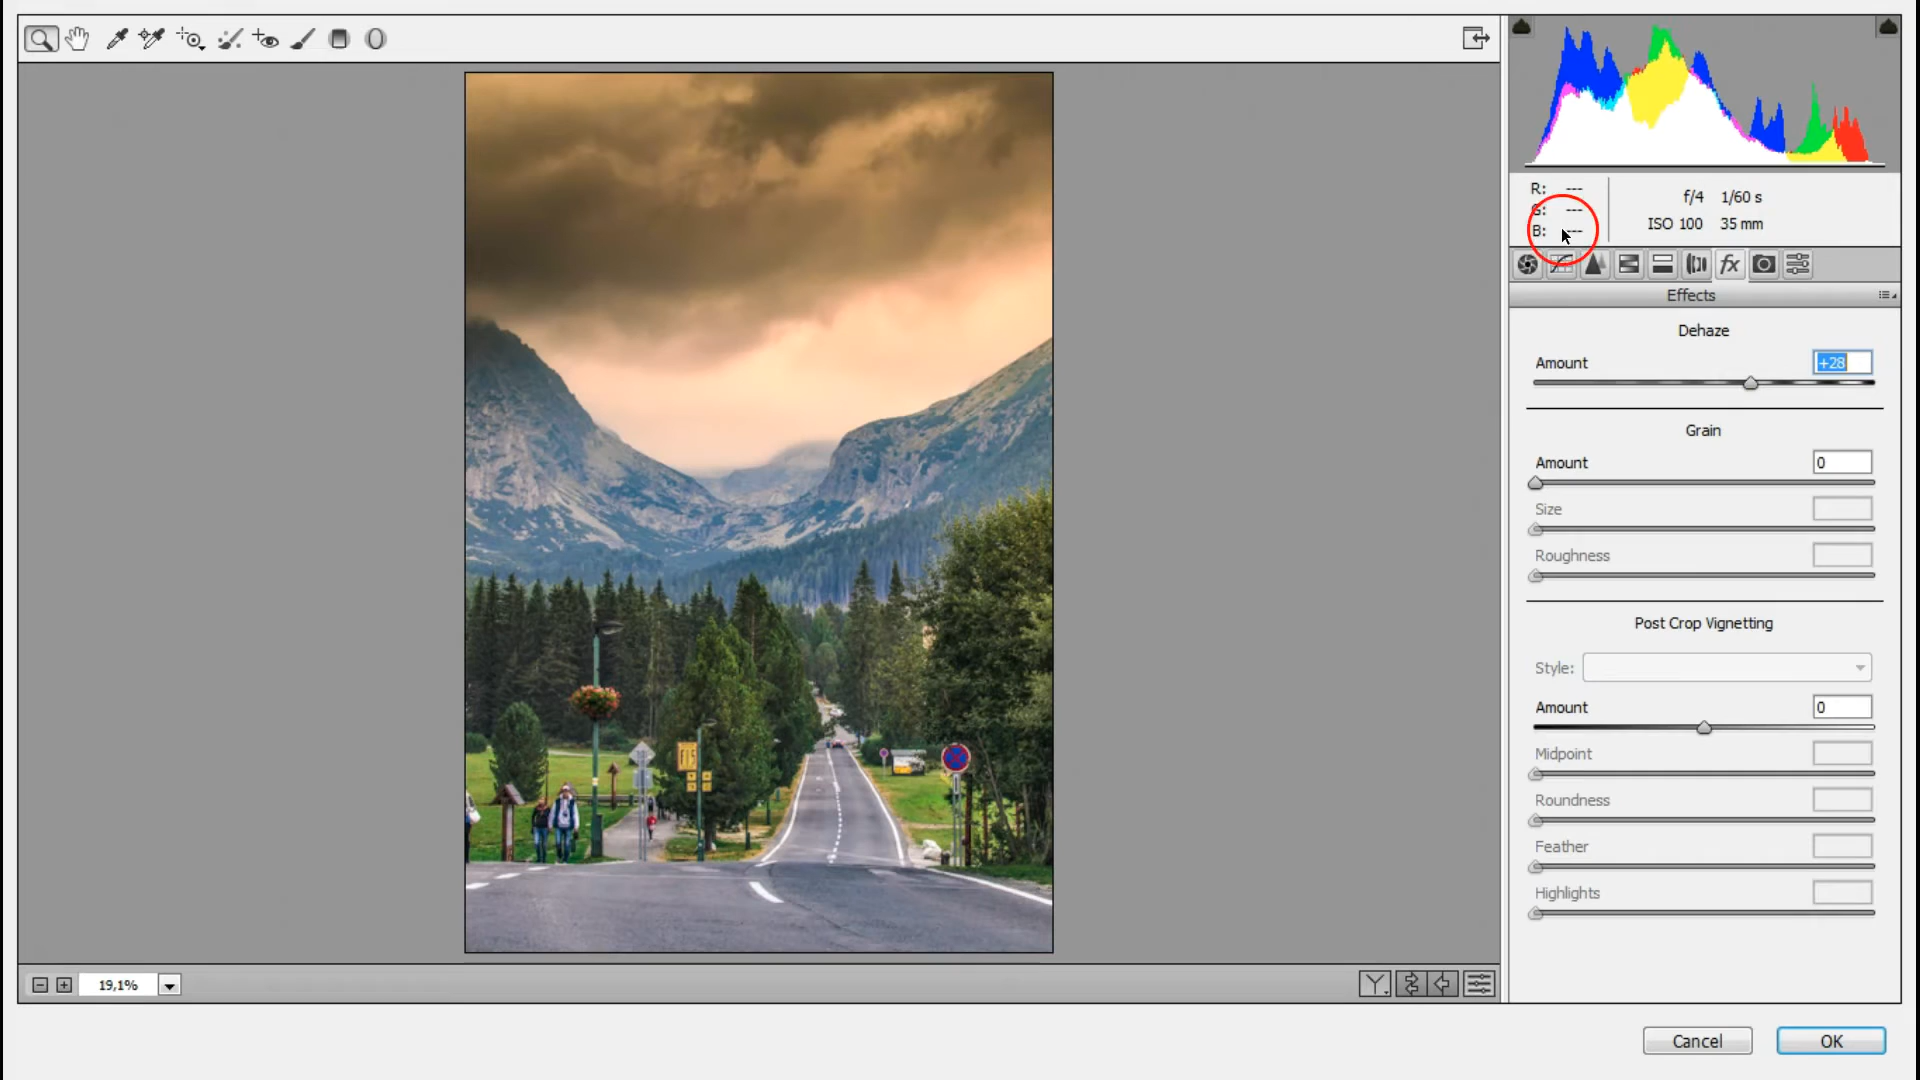 R: ---
G: ---
B: ---
f/4 1/60 s
ISO 100 35 mm
fx
Effects
Dehaze
Amount +28
Grain
Amount 0
Size
Roughness
Post Crop Vignetting
Style:
Amount 0
Midpoint
Roundness
Feather
Highlights
19,1%
Y
Cancel OK